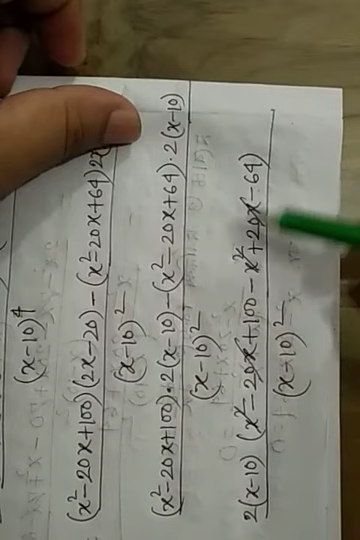 (x-10)⁴
(x²-20x+100)(2x-20)-(x²-20x+64)
(x-10)²
(x²-20x+100)·2(x-10)-(x²-20x+64)·2(x-10)
(x-10)²
2(x-10)(x²-20x+100-x²+20x-64)
(x-10)²